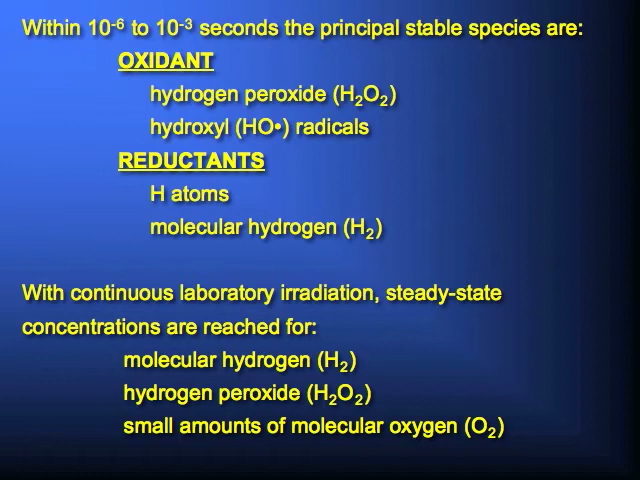 Within 10⁻⁶ to 10⁻³ seconds the principal stable species are:
OXIDANT
hydrogen peroxide (H₂O₂)
hydroxyl (HO•) radicals
REDUCTANTS
H atoms
molecular hydrogen (H₂)
With continuous laboratory irradiation, steady-state
concentrations are reached for:
molecular hydrogen (H₂)
hydrogen peroxide (H₂O₂)
small amounts of molecular oxygen (O₂)